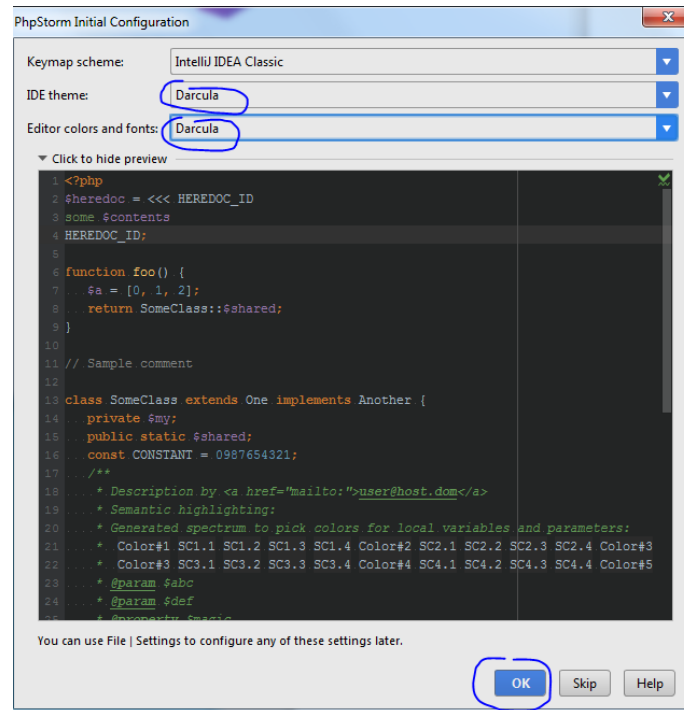 PhpStorm Initial Configuration
Keymap scheme: IntelliJ IDEA Classic
IDE theme: Darcula
Editor colors and fonts: Darcula
Click to hide preview
1 <?php
2 $heredoc = <<< HEREDOC_ID
3 some $contents
4 HEREDOC_ID;
5
6 function foo() {
7 $a = [0, 1, 2];
8 return SomeClass::$shared;
9 }
10
11 // Sample comment
12
13 class SomeClass extends One implements Another {
14 private $my;
15 public static $shared;
16 const CONSTANT = 0987654321;
17 /**
18 * Description by <a href="mailto:">user@host.dom</a>
19 * Semantic highlighting:
20 * Generated spectrum to pick colors for local variables and parameters:
21 * Color#1 SC1.1 SC1.2 SC1.3 SC1.4 Color#2 SC2.1 SC2.2 SC2.3 SC2.4 Color#3
22 * Color#3 SC3.1 SC3.2 SC3.3 SC3.4 Color#4 SC4.1 SC4.2 SC4.3 SC4.4 Color#5
23 * @param $abc
24 * @param $def
25 * @property $magic
You can use File | Settings to configure any of these settings later.
OK Skip Help